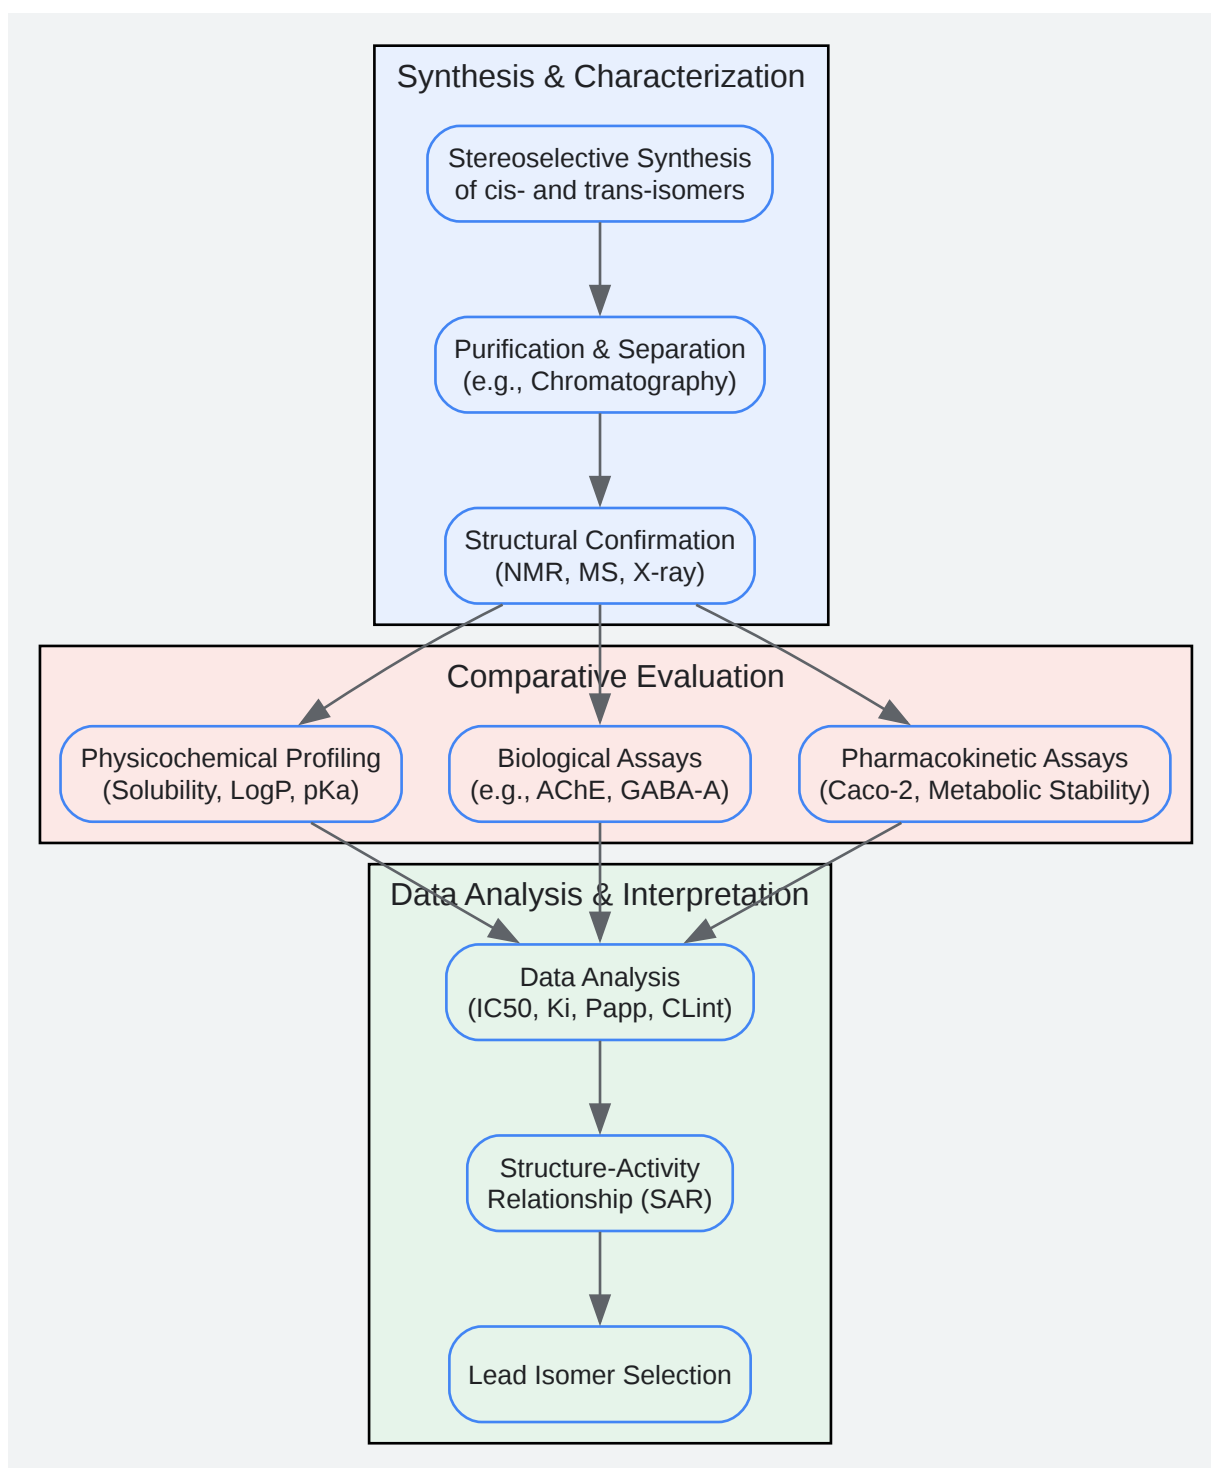 Synthesis & Characterization
Stereoselective Synthesis
of cis- and trans-isomers
Purification & Separation
(e.g., Chromatography)
Structural Confirmation
(NMR, MS, X-ray)
Comparative Evaluation
Physicochemical Profiling
(Solubility, LogP, pKa)
Biological Assays
(e.g., AChE, GABA-A)
Pharmacokinetic Assays
(Caco-2, Metabolic Stability)
Data Analysis & Interpretation
Data Analysis
(IC50, Ki, Papp, CLint)
Structure-Activity
Relationship (SAR)
Lead Isomer Selection